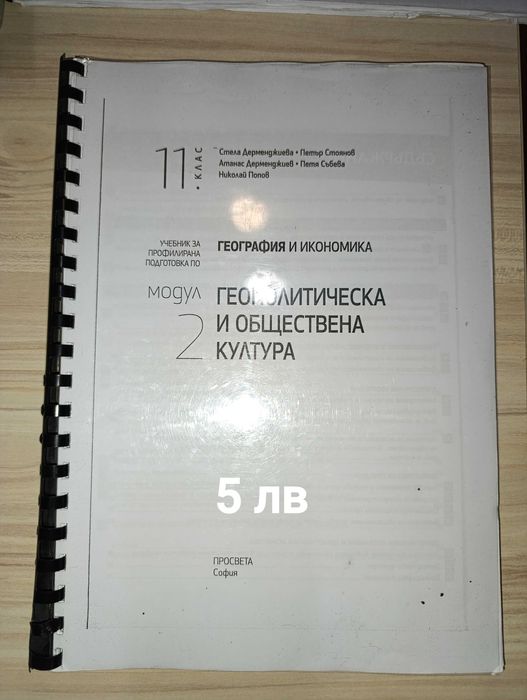 11. КЛАС
Стела Дерменджиева • Петър Стоянов
Атанас Дерменджиев • Петя Събева
Николай Попов
УЧЕБНИК ЗА
ПРОФИЛИРАНА
ПОДГОТОВКА ПО
ГЕОГРАФИЯ И ИКОНОМИКА
МОДУЛ
2
ГЕОПОЛИТИЧЕСКА
И ОБЩЕСТВЕНА
КУЛТУРА
5 лв
ПРОСВЕТА
София